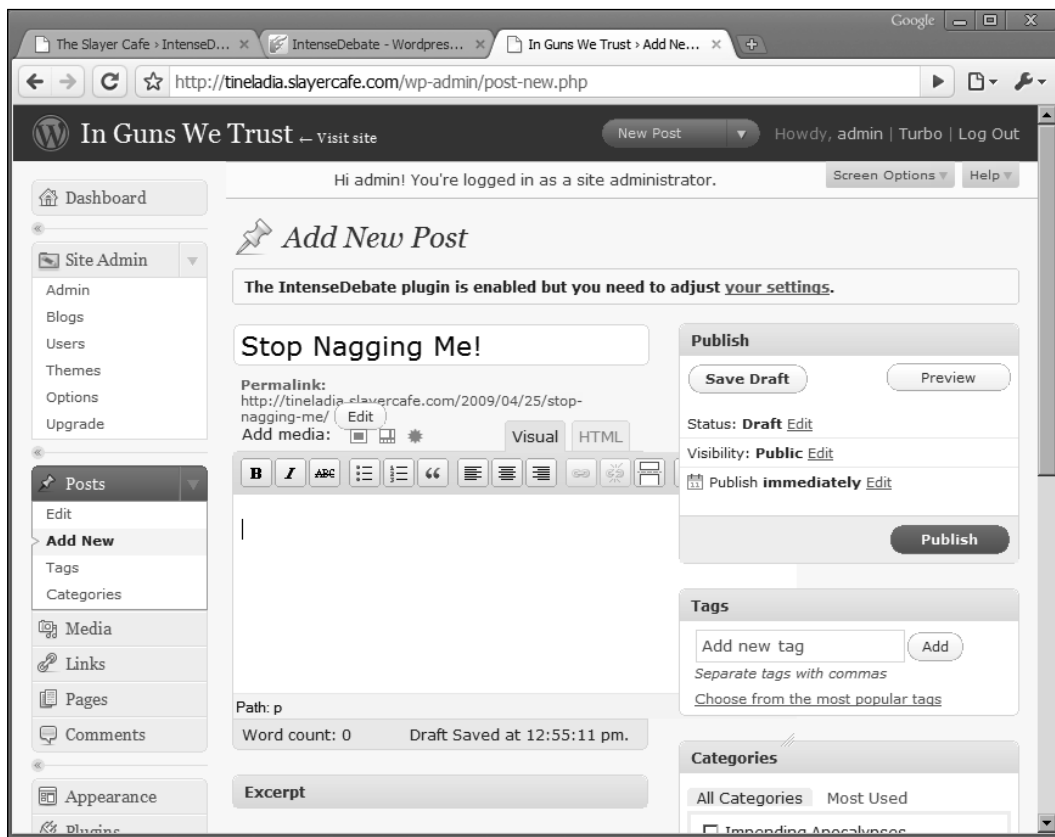 Google
The Slayer Cafe › IntenseD...
IntenseDebate - Wordpres...
In Guns We Trust › Add Ne...
http://tineladia.slayercafe.com/wp-admin/post-new.php
In Guns We Trust ← Visit site
New Post
Howdy, admin | Turbo | Log Out
Hi admin! You're logged in as a site administrator.
Screen Options
Help
Dashboard
Site Admin
Admin
Blogs
Users
Themes
Options
Upgrade
Posts
Edit
Add New
Tags
Categories
Media
Links
Pages
Comments
Appearance
Plugins
Add New Post
The IntenseDebate plugin is enabled but you need to adjust your settings.
Stop Nagging Me!
Permalink:
http://tineladia.slayercafe.com/2009/04/25/stop-
nagging-me/ Edit
Add media:
Visual HTML
B I ABC
Path: p
Word count: 0 Draft Saved at 12:55:11 pm.
Excerpt
Publish
Save Draft Preview
Status: Draft Edit
Visibility: Public Edit
11 Publish immediately Edit
Publish
Tags
Add new tag Add
Separate tags with commas
Choose from the most popular tags
Categories
All Categories Most Used
Impending Apocalypses